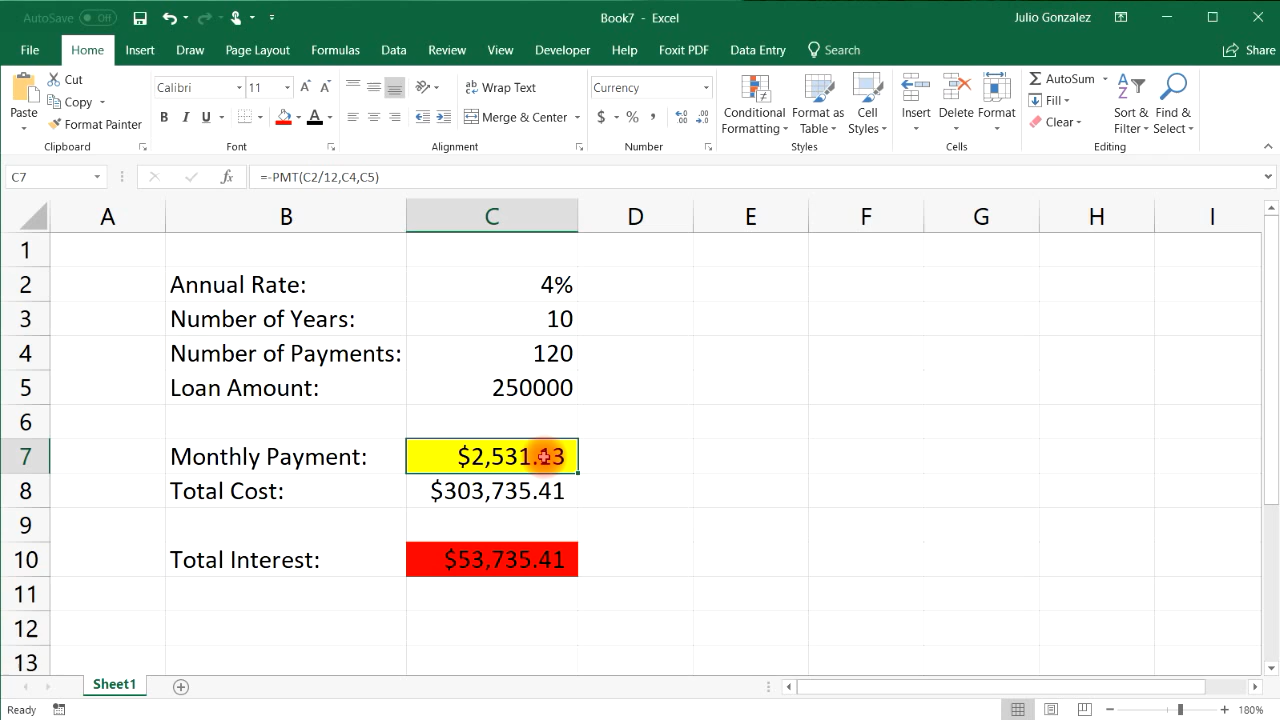 AutoSave Off Book7 - Excel Julio Gonzalez
File Home Insert Draw Page Layout Formulas Data Review View Developer Help Foxit PDF Data Entry Search Share
Paste
Cut
Copy
Format Painter
Clipboard
Calibri 11
B I U A
Font
Wrap Text
Merge & Center
Alignment
Currency
$ % ,
Number
Conditional Formatting
Format as Table
Cell Styles
Styles
Insert
Delete
Format
Cells
AutoSum
Fill
Clear
Sort & Filter
Find & Select
Editing
C7 fx =-PMT(C2/12,C4,C5)
A B C D E F G H I
1
2 Annual Rate: 4%
3 Number of Years: 10
4 Number of Payments: 120
5 Loan Amount: 250000
6
7 Monthly Payment: $2,531.13
8 Total Cost: $303,735.41
9
10 Total Interest: $53,735.41
11
12
13
Sheet1
Ready 180%